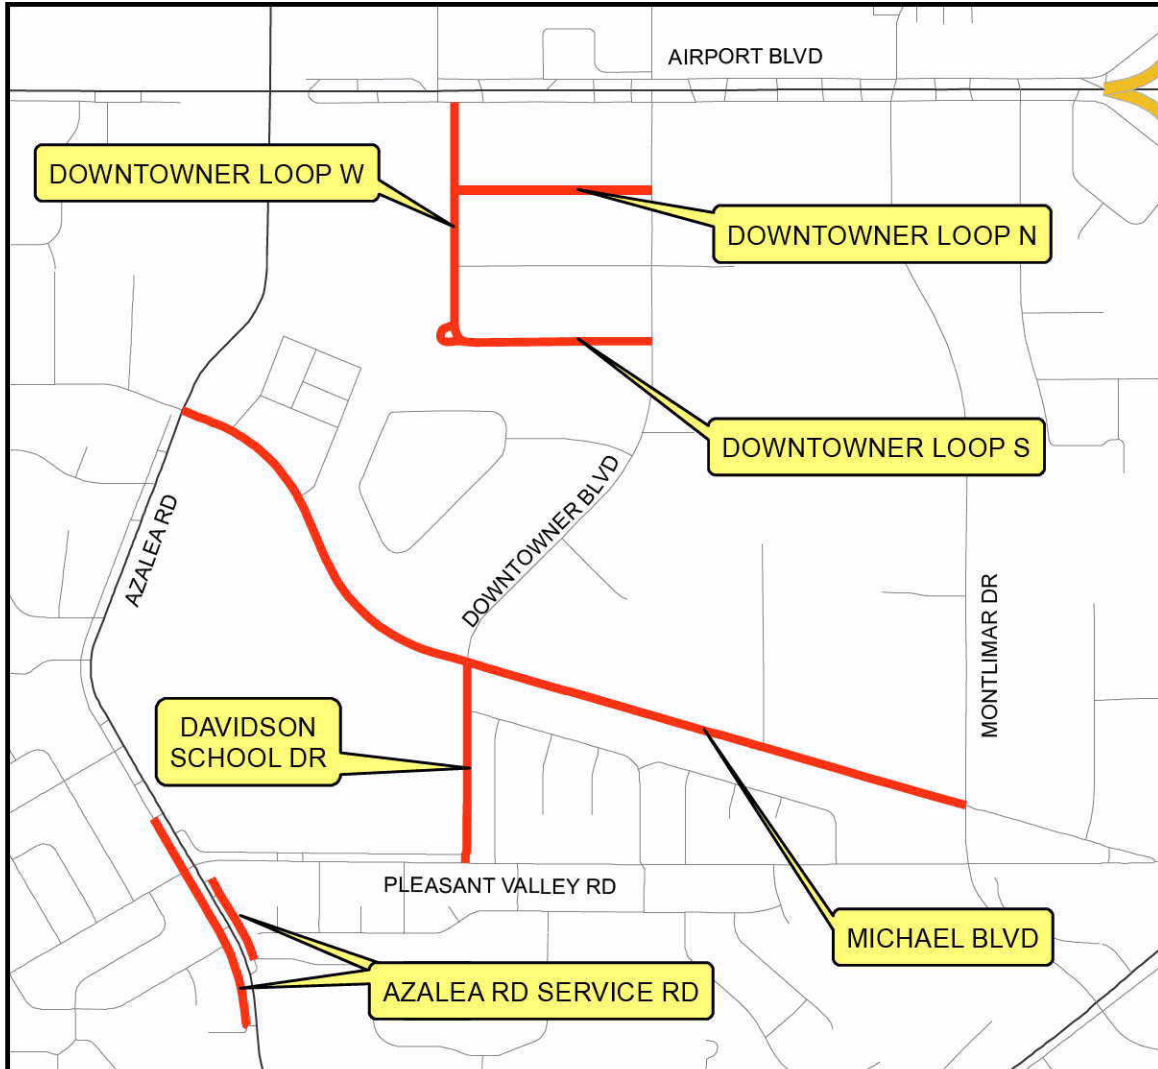 AIRPORT BLVD
DOWNTOWNER LOOP W
DOWNTOWNER LOOP N
DOWNTOWNER LOOP S
AZALEA RD
DOWNTOWNER BLVD
MONTLIMAR DR
DAVIDSON
SCHOOL DR
PLEASANT VALLEY RD
MICHAEL BLVD
AZALEA RD SERVICE RD